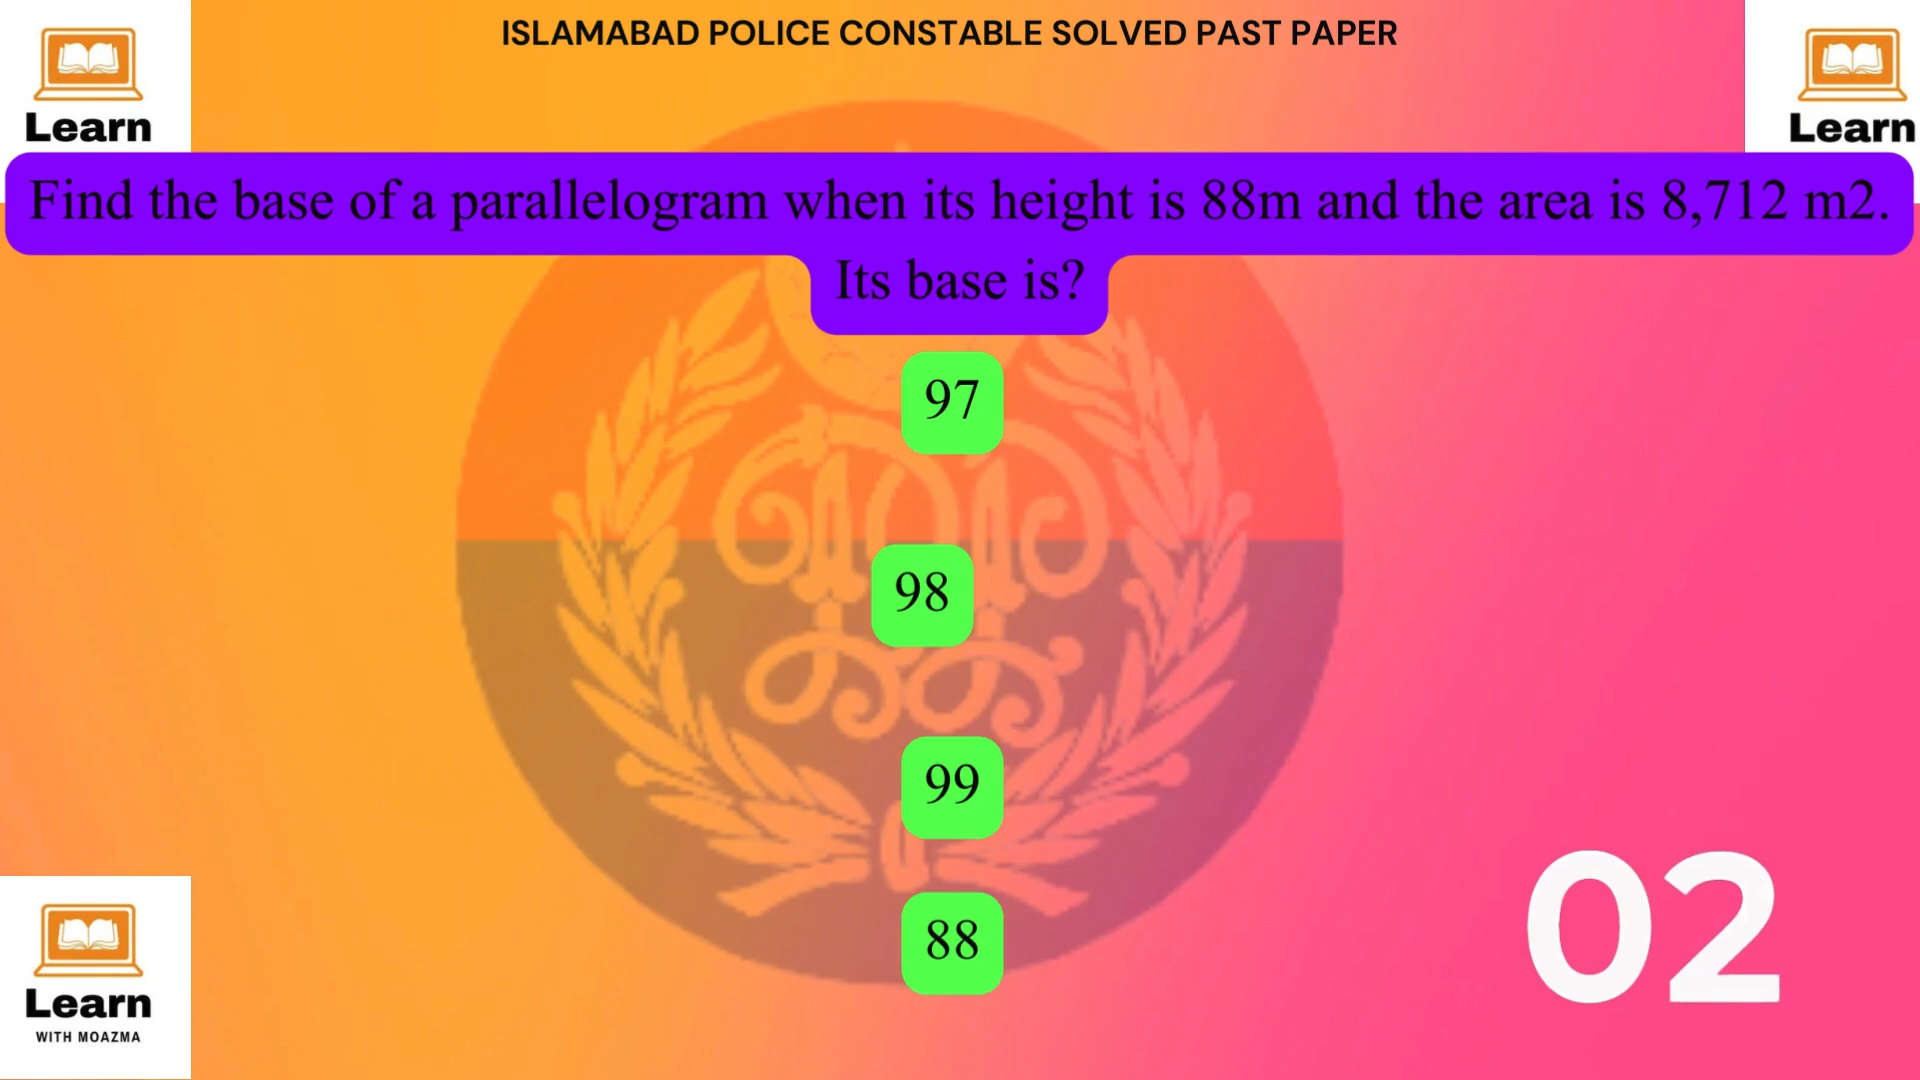 ISLAMABAD POLICE CONSTABLE SOLVED PAST PAPER
Learn
Learn
Find the base of a parallelogram when its height is 88m and the area is 8,712 m2.
Its base is?
97
98
99
88
02
Learn
WITH MOAZMA